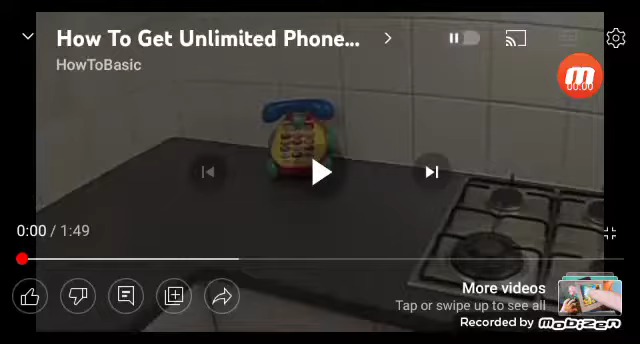 How To Get Unlimited Phone...
HowToBasic
00:00
0:00 / 1:49
More videos
Tap or swipe up to see all
Recorded by mobizen